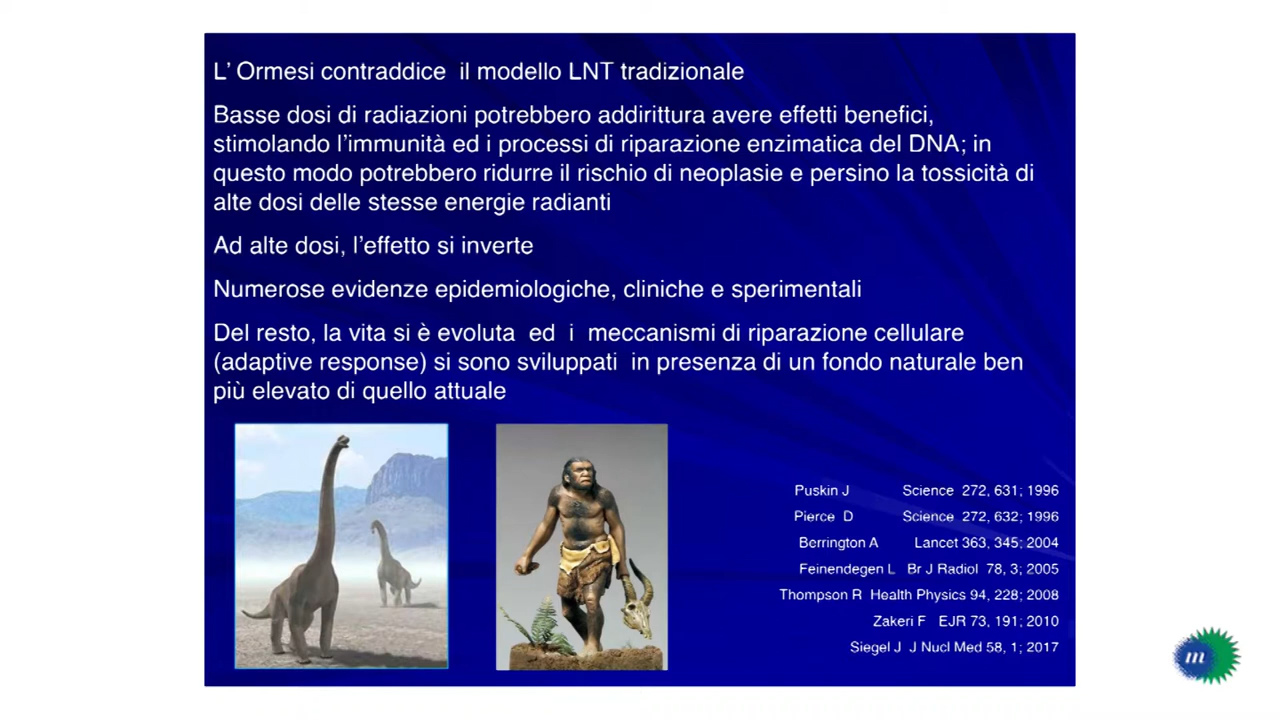 L' Ormesi contraddice il modello LNT tradizionale
Basse dosi di radiazioni potrebbero addirittura avere effetti benefici,
stimolando l'immunità ed i processi di riparazione enzimatica del DNA; in
questo modo potrebbero ridurre il rischio di neoplasie e persino la tossicità di
alte dosi delle stesse energie radianti
Ad alte dosi, l'effetto si inverte
Numerose evidenze epidemiologiche, cliniche e sperimentali
Del resto, la vita si è evoluta ed i meccanismi di riparazione cellulare
(adaptive response) si sono sviluppati in presenza di un fondo naturale ben
più elevato di quello attuale
Puskin J Science 272, 631; 1996
Pierce D Science 272, 632; 1996
Berrington A Lancet 363, 345; 2004
Feinendegen L Br J Radiol 78, 3; 2005
Thompson R Health Physics 94, 228; 2008
Zakeri F EJR 73, 191; 2010
Siegel J J Nucl Med 58, 1; 2017
m